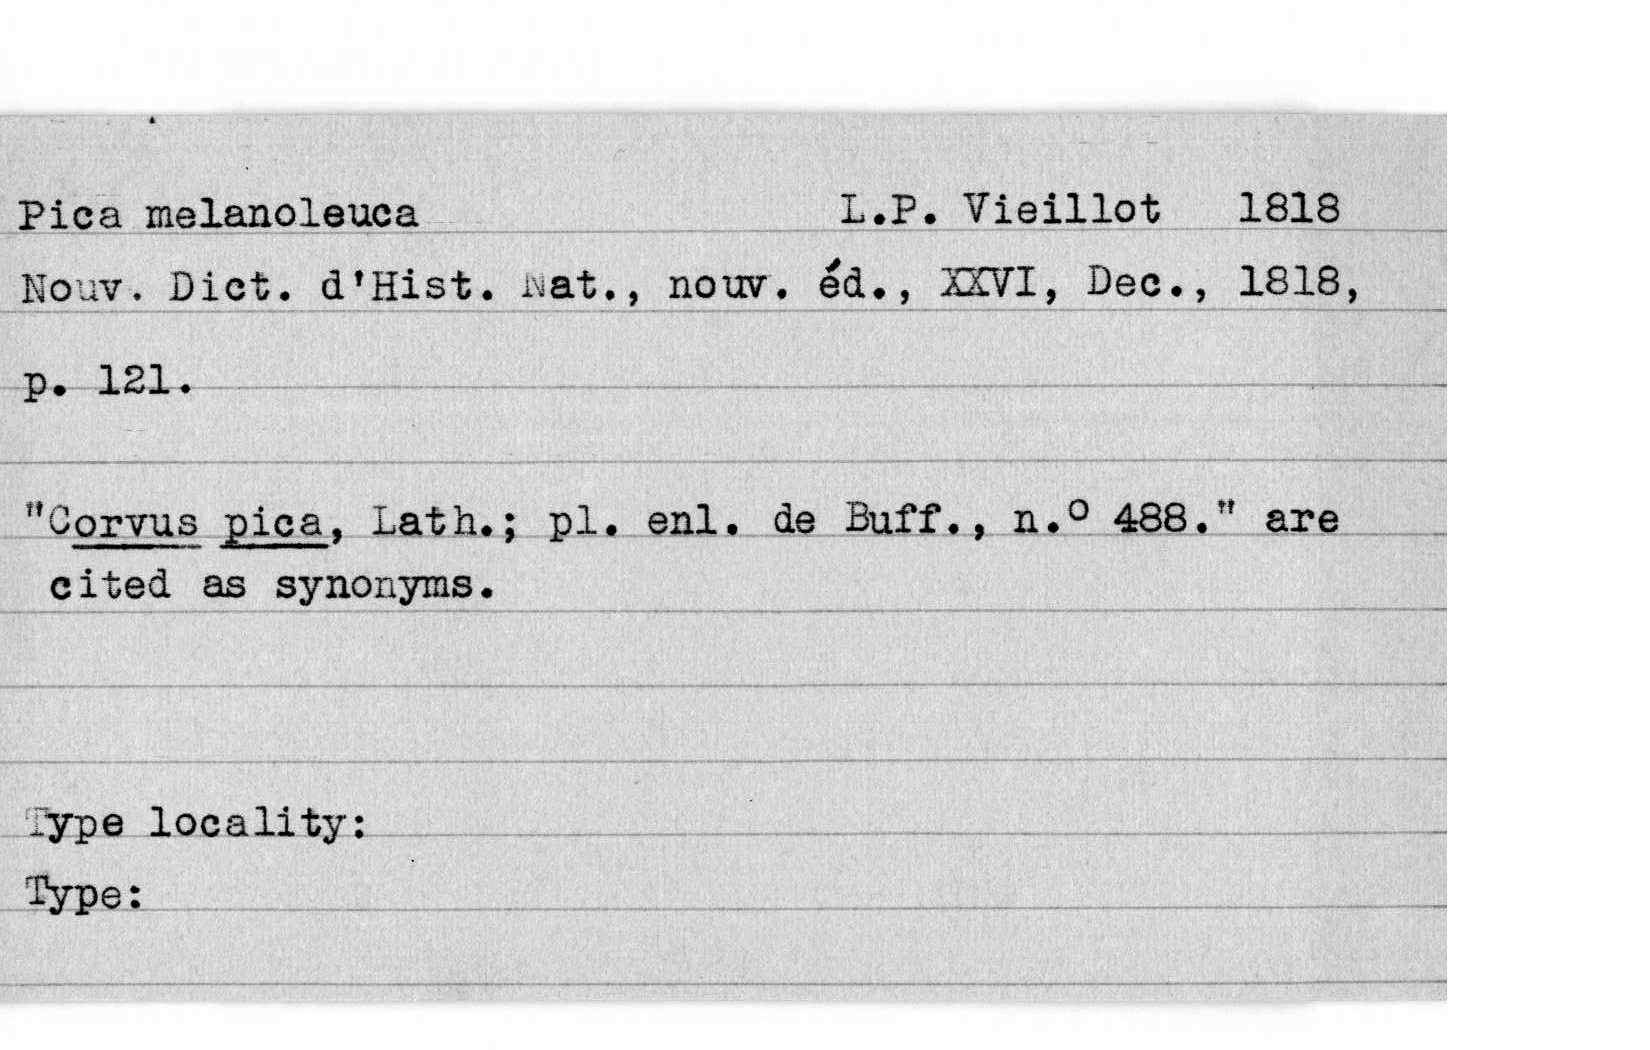 Pica melanoleuca L.P. Vieillot 1818
Nouv. Dict. d'Hist. Nat., nouv. éd., XXVI, Dec., 1818,
p. 121.
"Corvus pica, Lath.; pl. enl. de Buff., n.º 488." are
cited as synonyms.
Type locality:
Type: